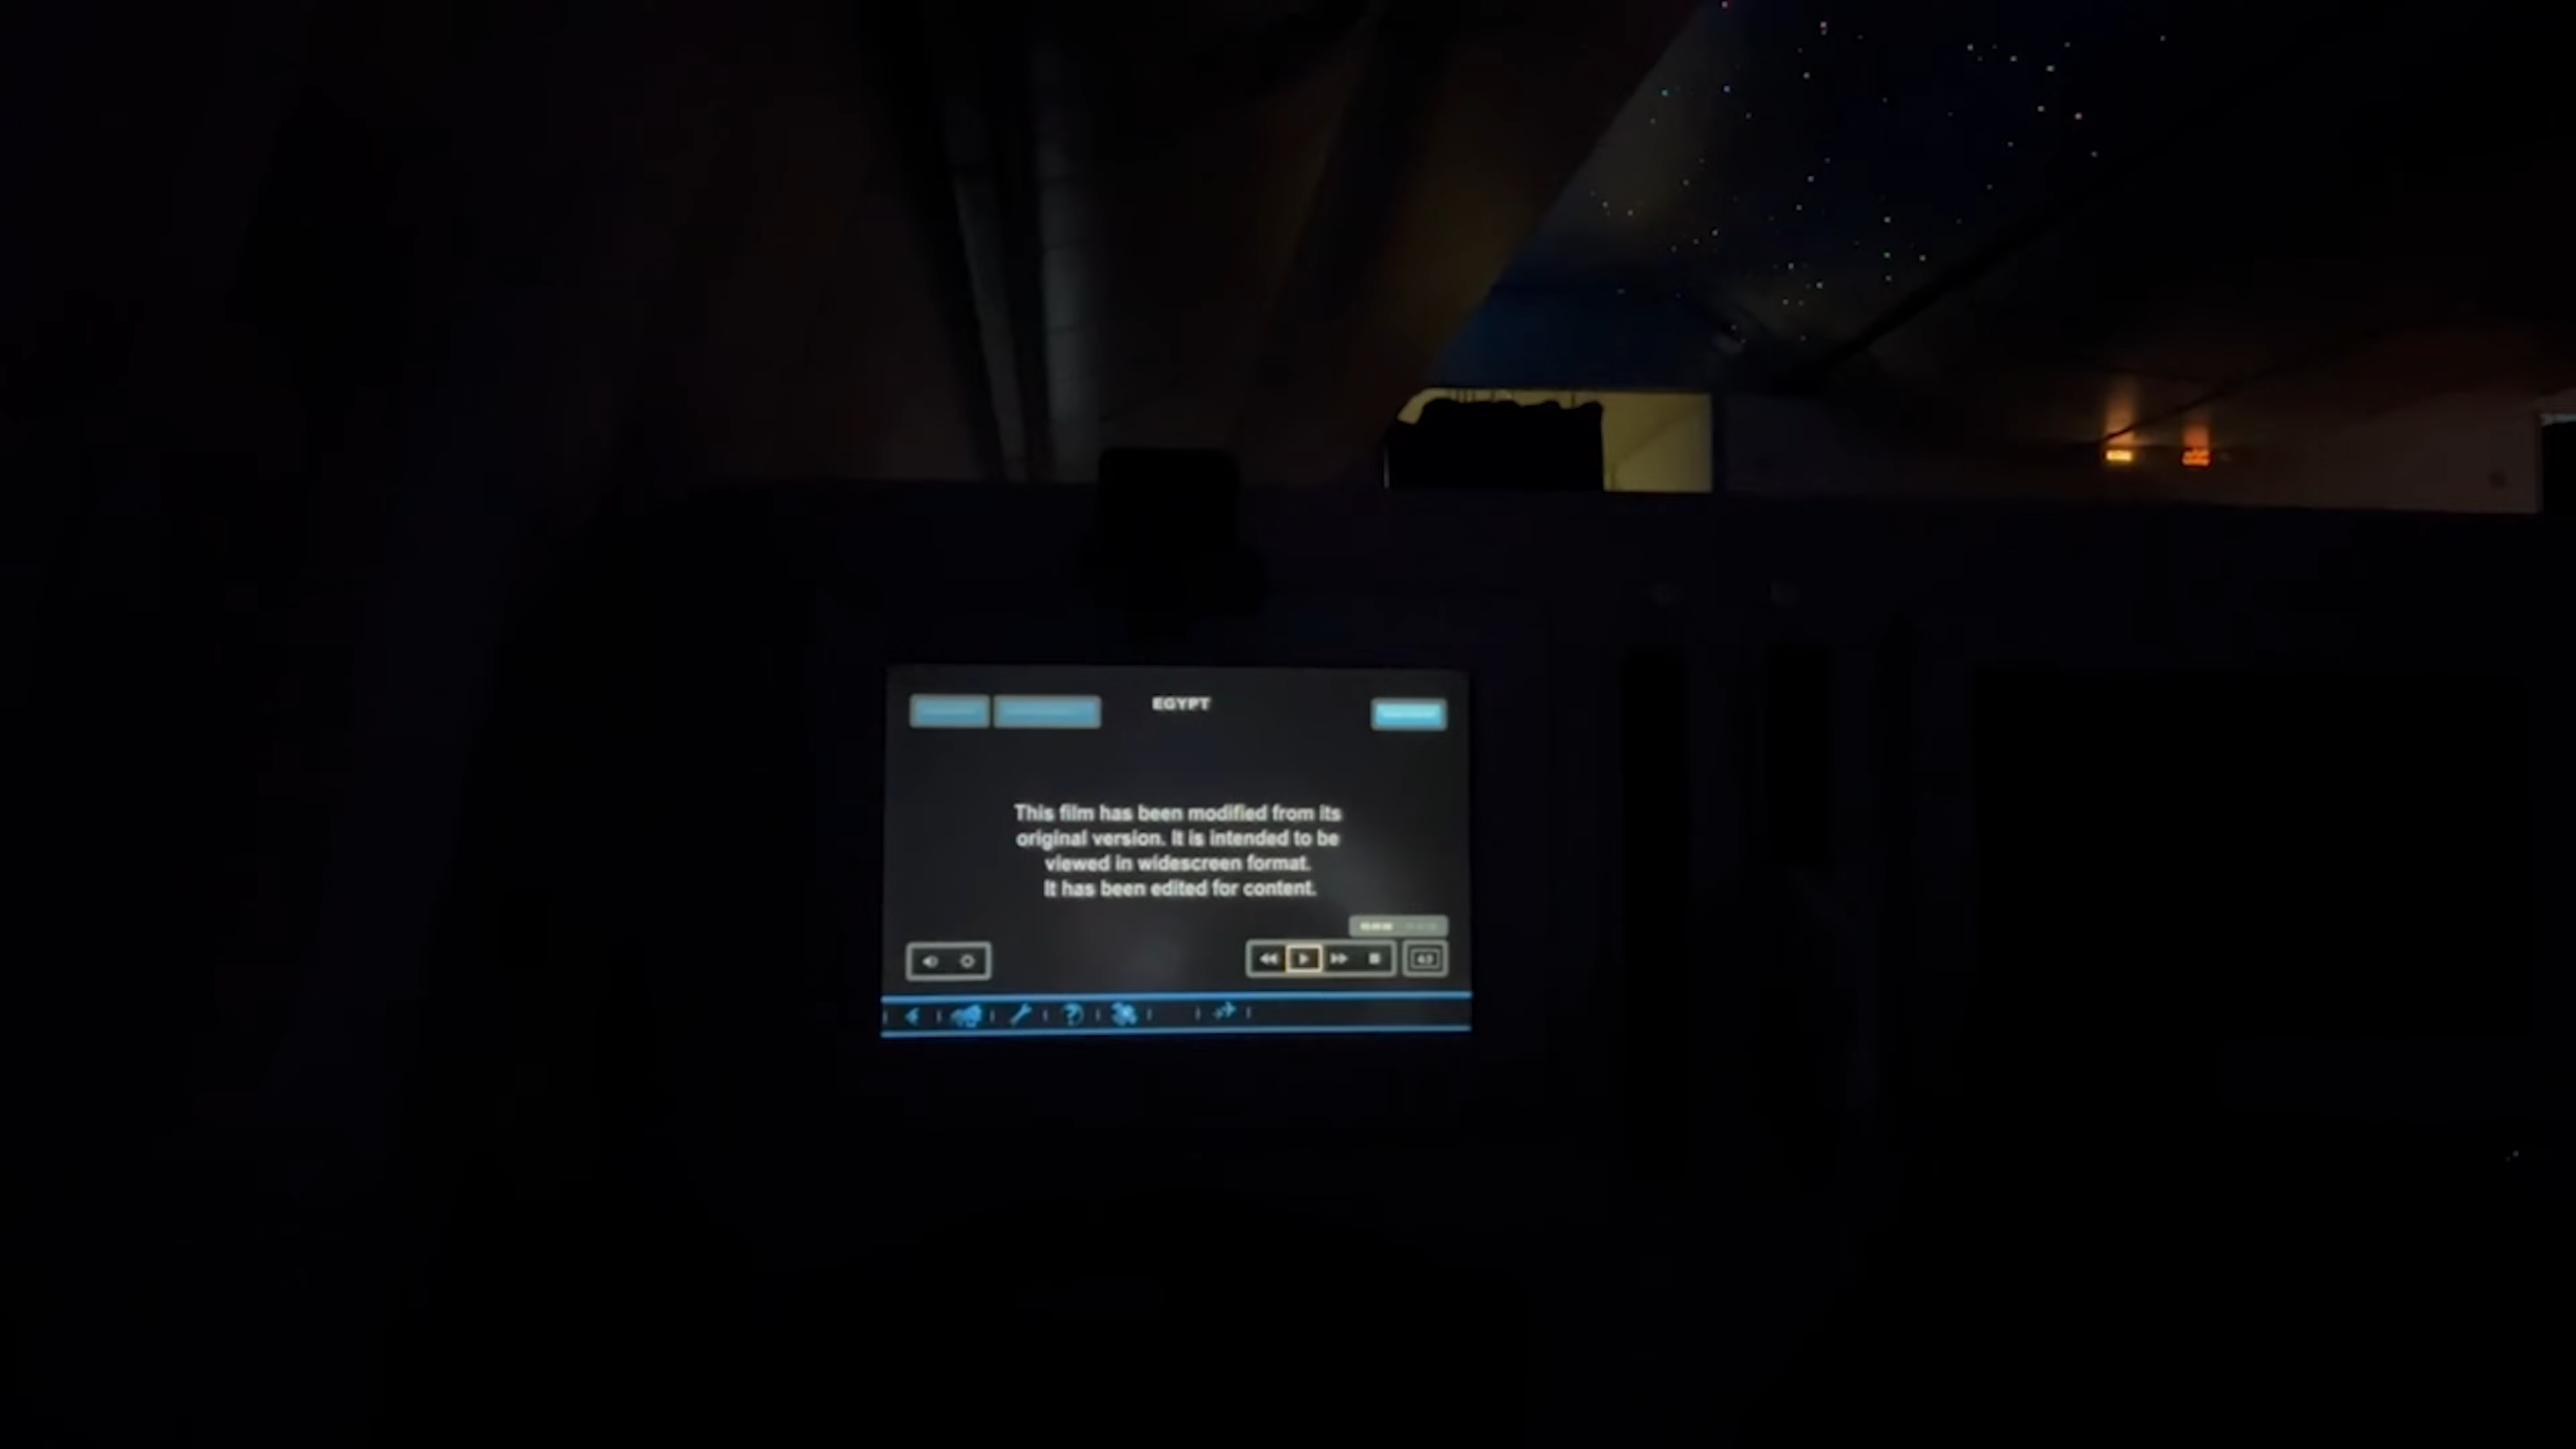 EGYPT
This film has been modified from its
original version. It is intended to be
viewed in widescreen format.
It has been edited for content.